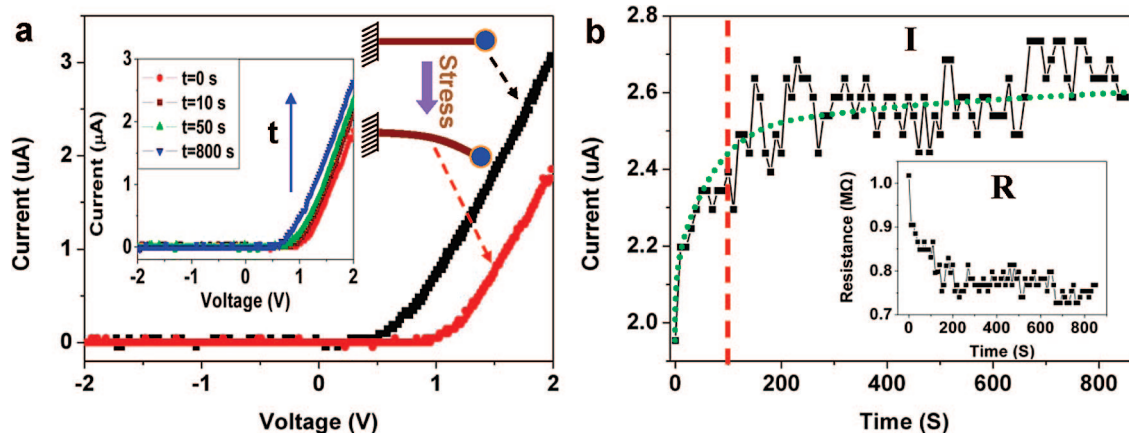 a
Current (uA)
3
2
1
0
-2
-1
0
1
2
Voltage (V)
Current (μA)
3
2
1
0
-2
-1
0
1
2
Voltage (V)
t=0 s
t=10 s
t=50 s
t=800 s
t
Stress
b
I
Current (uA)
2.8
2.6
2.4
2.2
2.0
0
200
400
600
800
Time (S)
R
Resistance (MΩ)
1.0
0.9
0.8
0.7
0
200
400
600
800
Time (S)